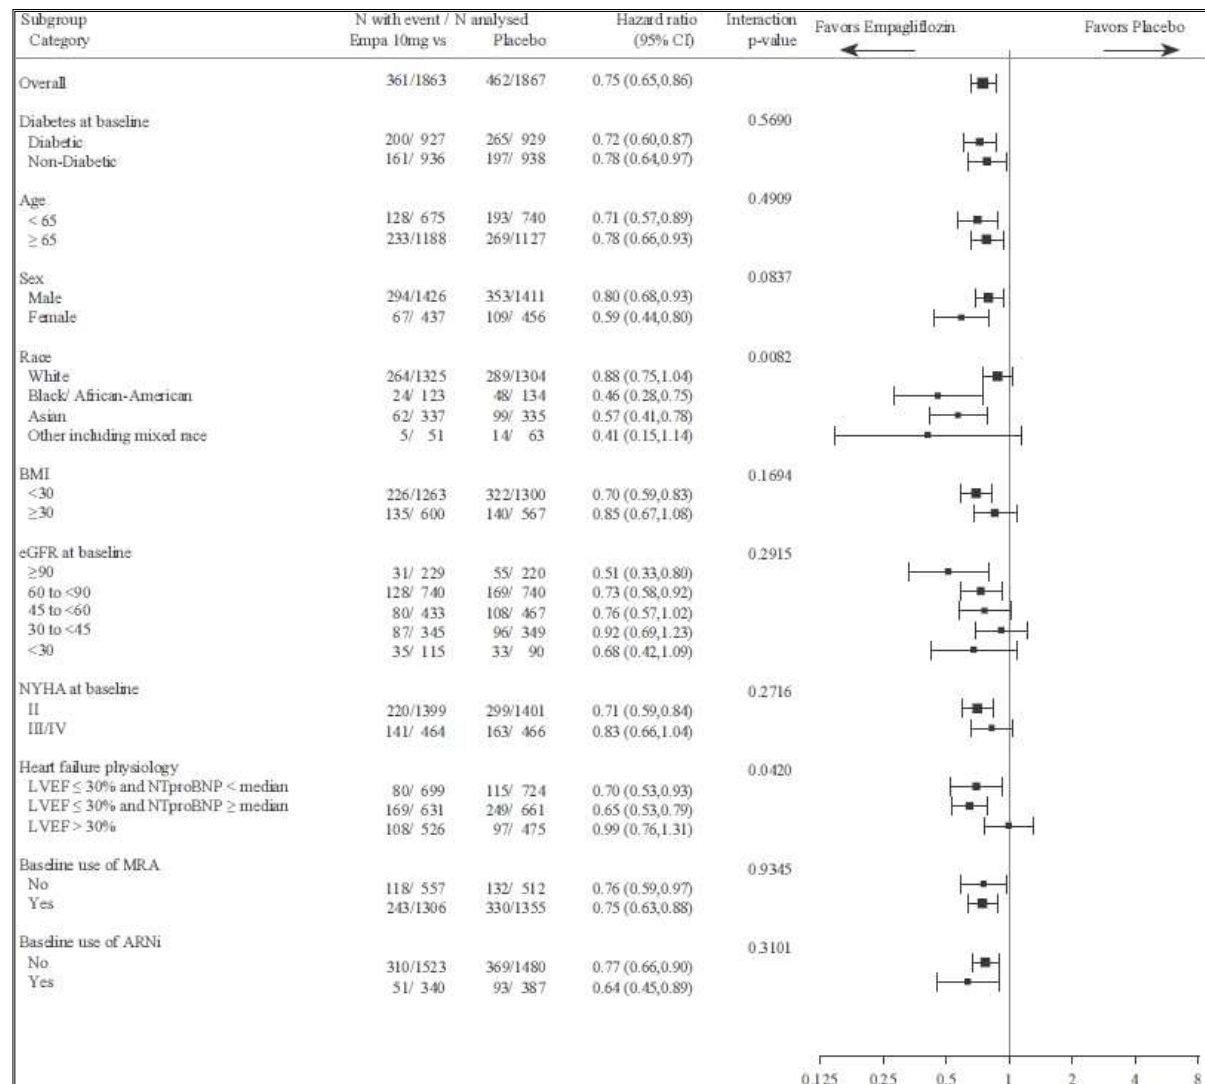 Subgroup N with event / N analysed Hazard ratio Interaction Favors Empagliflozin Favors Placebo
Category Empa 10mg vs Placebo (95% CI) p-value
Overall 361/1863 462/1867 0.75 (0.65,0.86)
Diabetes at baseline 0.5690
Diabetic 200/ 927 265/ 929 0.72 (0.60,0.87)
Non-Diabetic 161/ 936 197/ 938 0.78 (0.64,0.97)
Age 0.4909
< 65 128/ 675 193/ 740 0.71 (0.57,0.89)
≥ 65 233/1188 269/1127 0.78 (0.66,0.93)
Sex 0.0837
Male 294/1426 353/1411 0.80 (0.68,0.93)
Female 67/ 437 109/ 456 0.59 (0.44,0.80)
Race 0.0082
White 264/1325 289/1304 0.88 (0.75,1.04)
Black/ African-American 24/ 123 48/ 134 0.46 (0.28,0.75)
Asian 62/ 337 99/ 335 0.57 (0.41,0.78)
Other including mixed race 5/ 51 14/ 63 0.41 (0.15,1.14)
BMI 0.1694
<30 226/1263 322/1300 0.70 (0.59,0.83)
≥30 135/ 600 140/ 567 0.85 (0.67,1.08)
eGFR at baseline 0.2915
≥90 31/ 229 55/ 220 0.51 (0.33,0.80)
60 to <90 128/ 740 169/ 740 0.73 (0.58,0.92)
45 to <60 80/ 433 108/ 467 0.76 (0.57,1.02)
30 to <45 87/ 345 96/ 349 0.92 (0.69,1.23)
<30 35/ 115 33/ 90 0.68 (0.42,1.09)
NYHA at baseline 0.2716
II 220/1399 299/1401 0.71 (0.59,0.84)
III/IV 141/ 464 163/ 466 0.83 (0.66,1.04)
Heart failure physiology 0.0420
LVEF ≤ 30% and NTproBNP < median 80/ 699 115/ 724 0.70 (0.53,0.93)
LVEF ≤ 30% and NTproBNP ≥ median 169/ 631 249/ 661 0.65 (0.53,0.79)
LVEF > 30% 108/ 526 97/ 475 0.99 (0.76,1.31)
Baseline use of MRA 0.9345
No 118/ 557 132/ 512 0.76 (0.59,0.97)
Yes 243/1306 330/1355 0.75 (0.63,0.88)
Baseline use of ARNi 0.3101
No 310/1523 369/1480 0.77 (0.66,0.90)
Yes 51/ 340 93/ 387 0.64 (0.45,0.89)
0.125 0.25 0.5 1 2 4 8